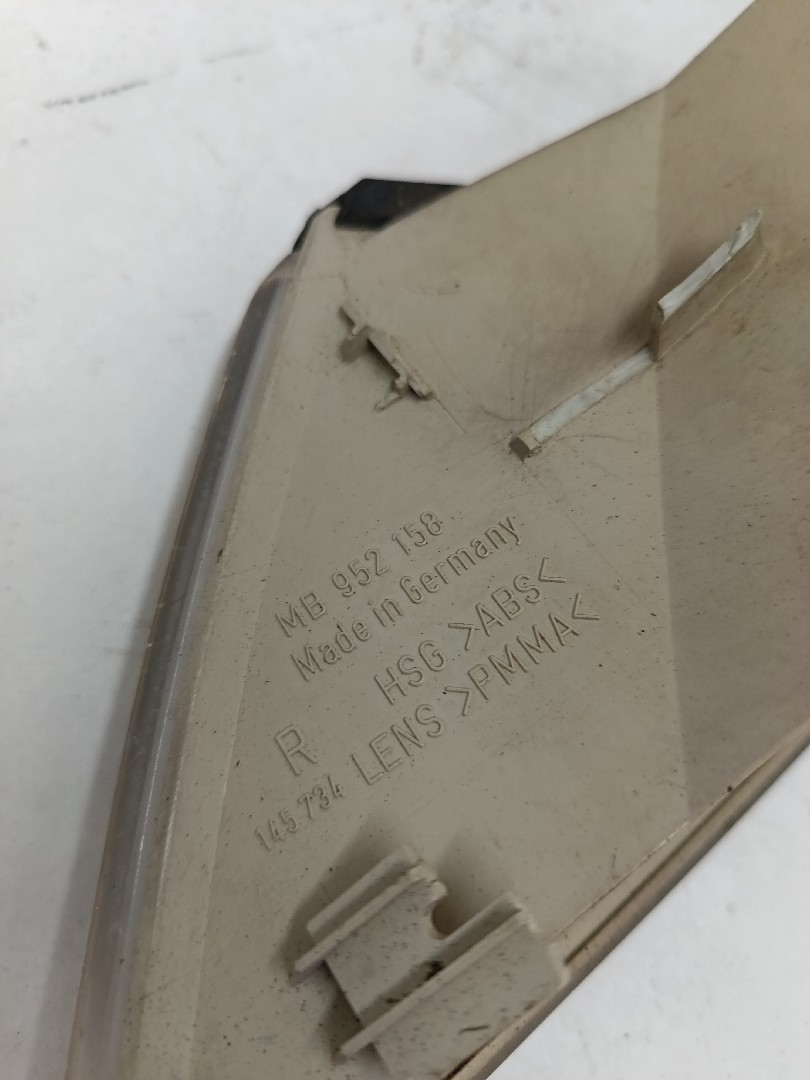 MB 952 158
Made in Germany
HSG >ABS<
R LENS >PMMA<
145 734